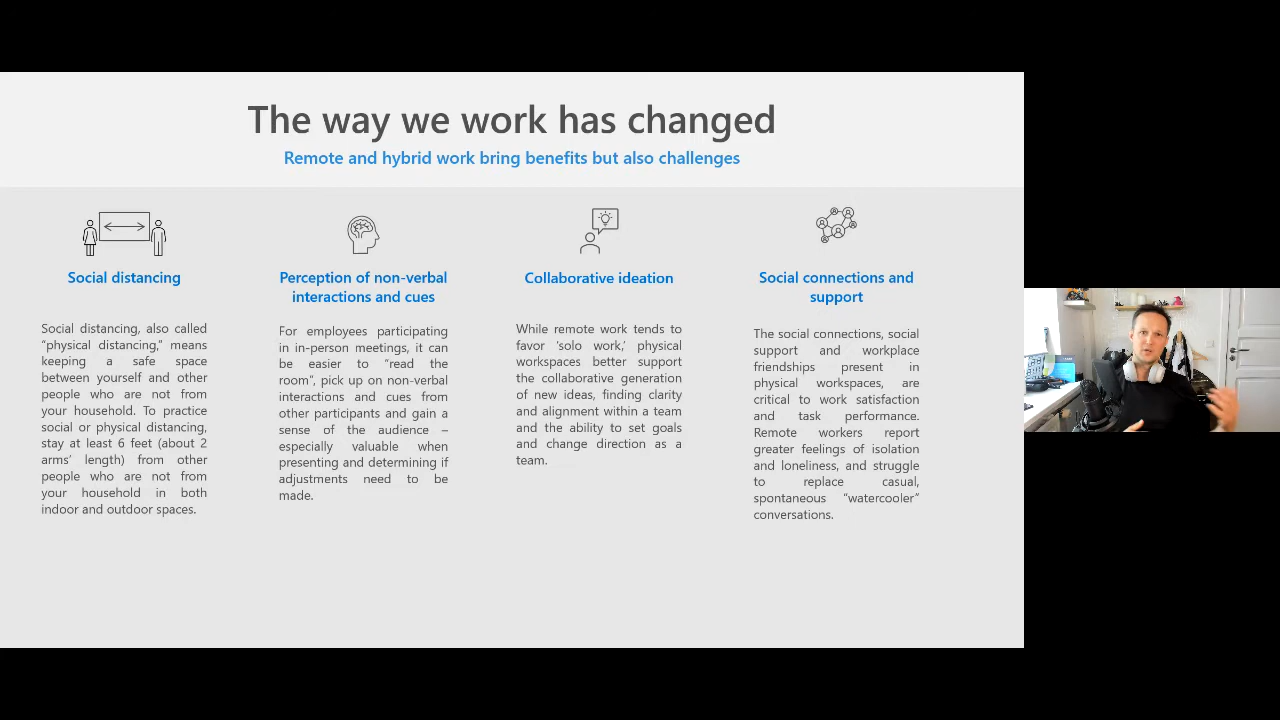 The way we work has changed
Remote and hybrid work bring benefits but also challenges
Social distancing
Social distancing, also called
“physical distancing,” means
keeping a safe space
between yourself and other
people who are not from
your household. To practice
social or physical distancing,
stay at least 6 feet (about 2
arms’ length) from other
people who are not from
your household in both
indoor and outdoor spaces.
Perception of non-verbal
interactions and cues
For employees participating
in in-person meetings, it can
be easier to “read the
room”, pick up on non-verbal
interactions and cues from
other participants and gain a
sense of the audience –
especially valuable when
presenting and determining if
adjustments need to be
made.
Collaborative ideation
While remote work tends to
favor ‘solo work,’ physical
workspaces better support
the collaborative generation
of new ideas, finding clarity
and alignment within a team
and the ability to set goals
and change direction as a
team.
Social connections and
support
The social connections, social
support and workplace
friendships present in
physical workspaces, are
critical to work satisfaction
and task performance.
Remote workers report
greater feelings of isolation
and loneliness, and struggle
to replace casual,
spontaneous “watercooler”
conversations.